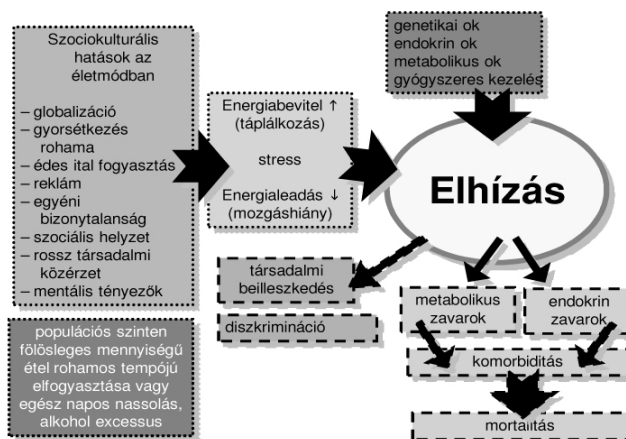 Szociokulturális
hatások az
életmódban
– globalizáció
– gyorsétkezés
rohama
– édes ital fogyasztás
– reklám
– egyéni
bizonytalanság
– szociális helyzet
– rossz társadalmi
közérzet
– mentális tényezők
populációs szinten
fölösleges mennyiségű
étel rohamos tempójú
elfogyasztása vagy
egész napos nassolás,
alkohol excessus
Energiabevitel ↑
(táplálkozás)
stress
Energialeadás ↓
(mozgáshiány)
genetikai ok
endokrin ok
metabolikus ok
gyógyszeres kezelés
Elhízás
társadalmi
beilleszkedés
diszkrimináció
metabolikus
zavarok
endokrin
zavarok
komorbiditás
mortalitás